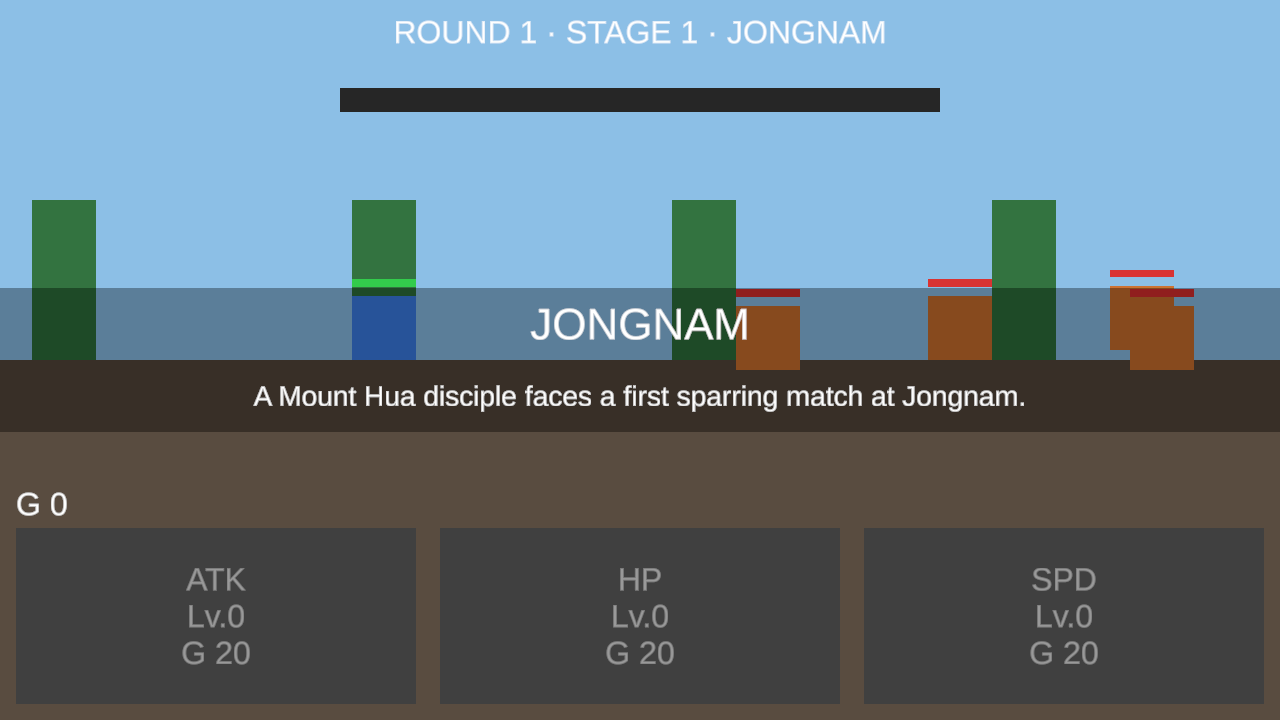 ROUND 1 · STAGE 1 · JONGNAM
JONGNAM
A Mount Hua disciple faces a first sparring match at Jongnam.
G 0
ATK
Lv.0
G 20
HP
Lv.0
G 20
SPD
Lv.0
G 20